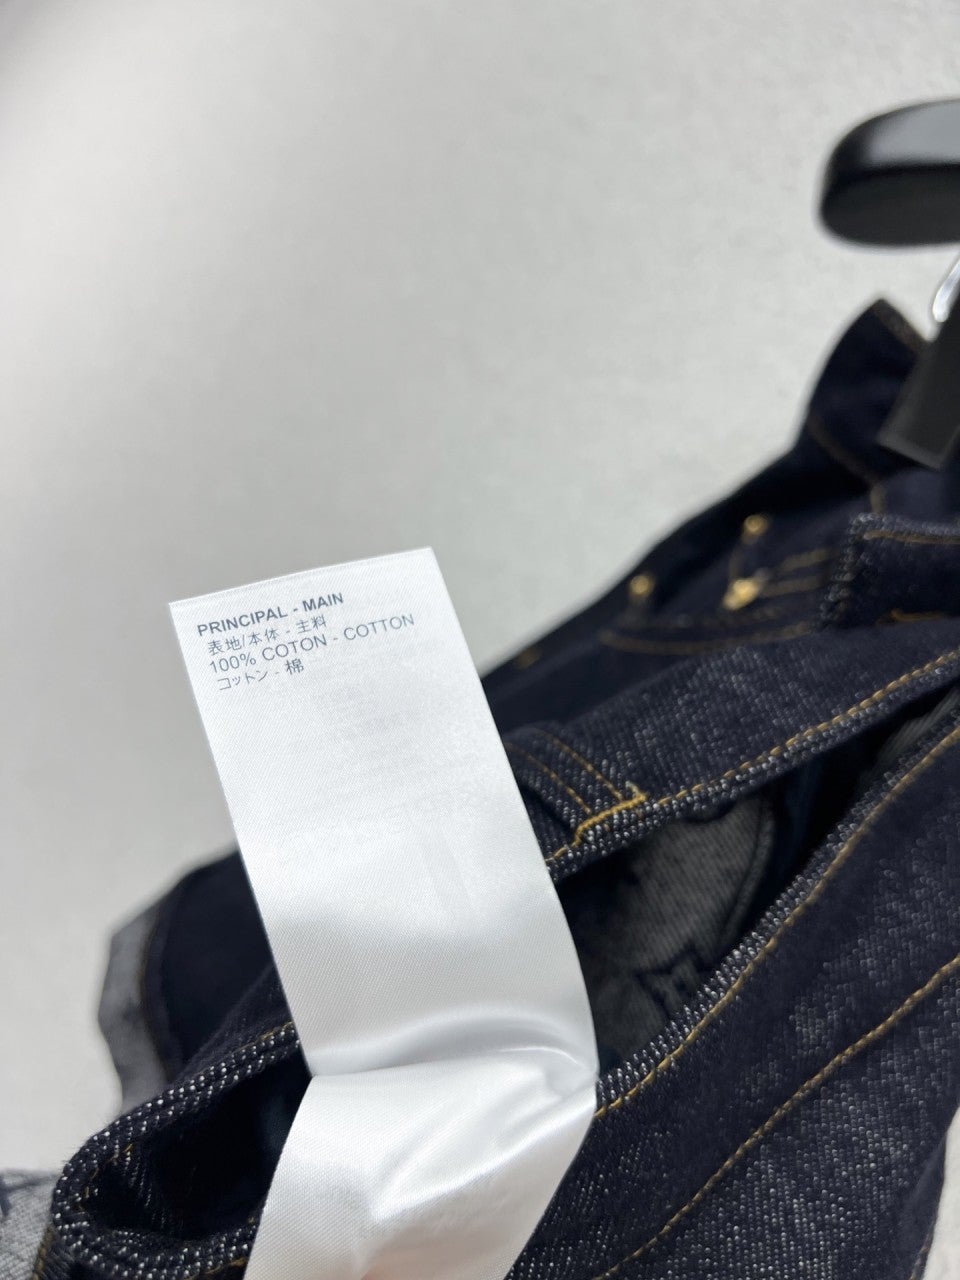 PRINCIPAL - MAIN
表地/本体 - 主料
100% COTON - COTTON
コットン - 棉